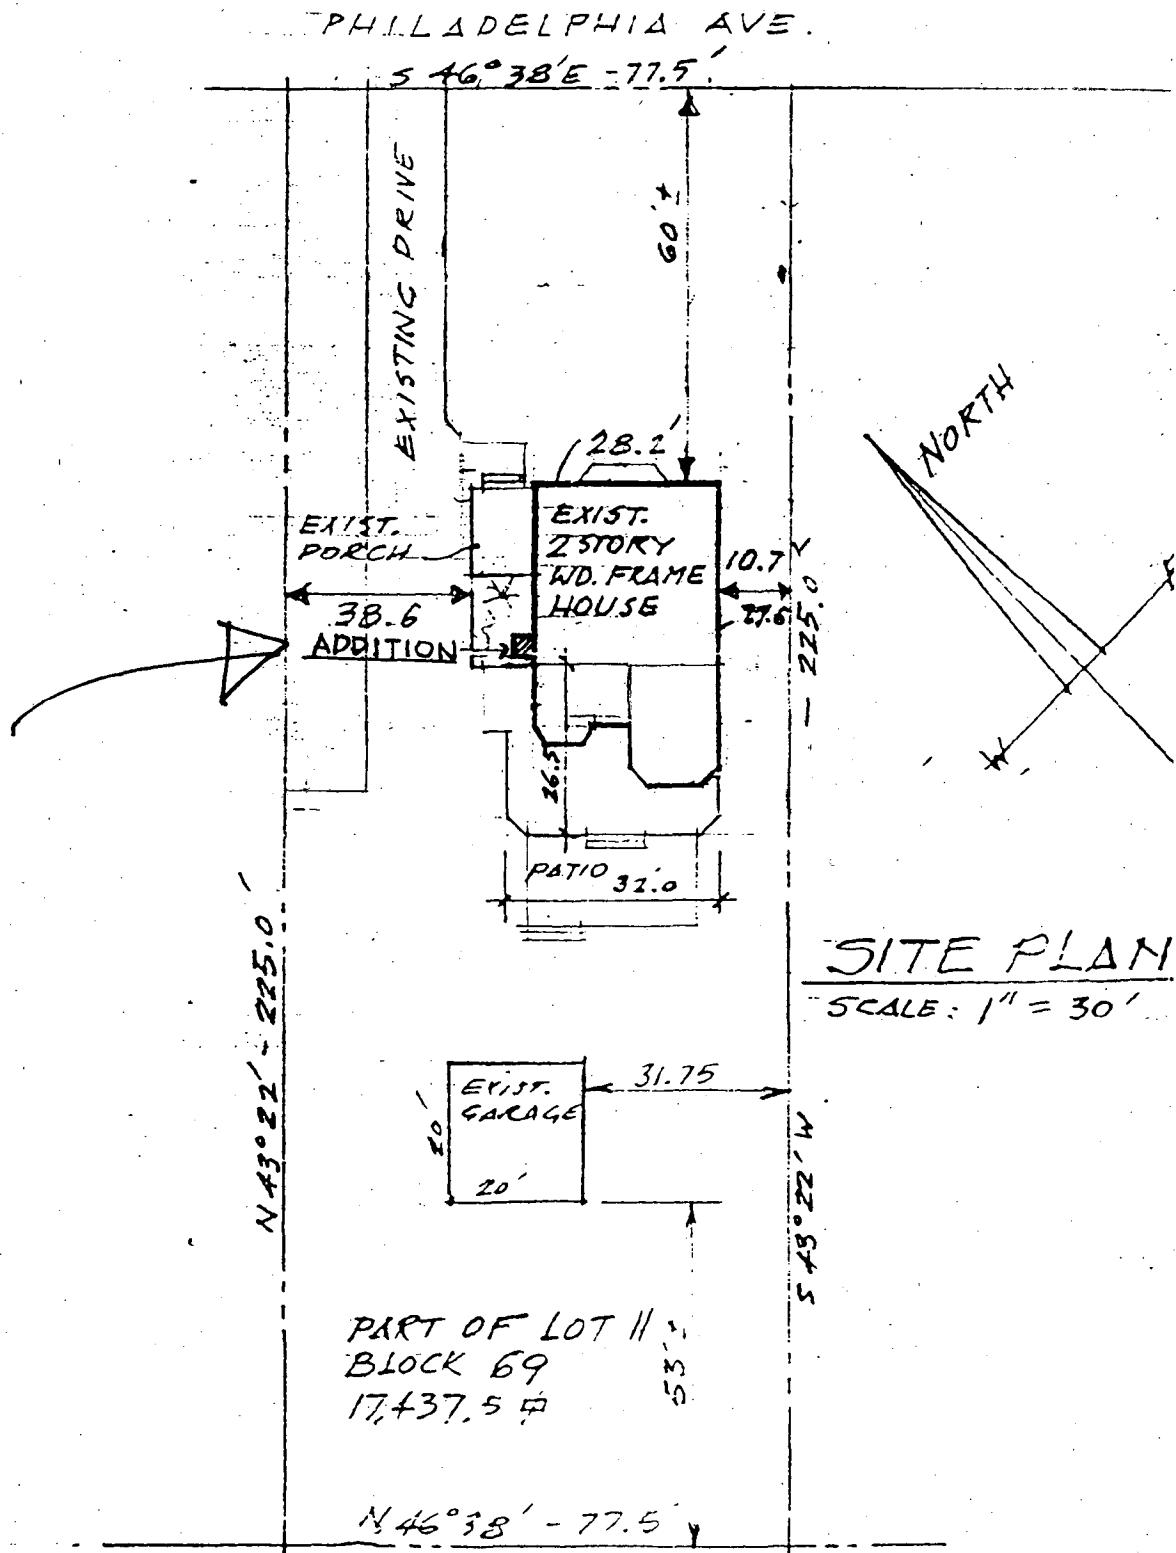 PHILADELPHIA AVE.
S 46° 38' E - 77.5'
EXISTING DRIVE
60' ±
NORTH
28.2'
EXIST.
PORCH
EXIST.
2 STORY
WD. FRAME
HOUSE
10.7
27.6
38.6
ADDITION
— 225.0'
W
26.5
PATIO
32.0'
N 43° 22' - 225.0'
SITE PLAN
SCALE: 1" = 30'
EXIST.
GARAGE
31.75
20'
20'
S 43° 22' W
PART OF LOT 11
BLOCK 69
17,437.5
53' ±
N 46° 38' - 77.5'